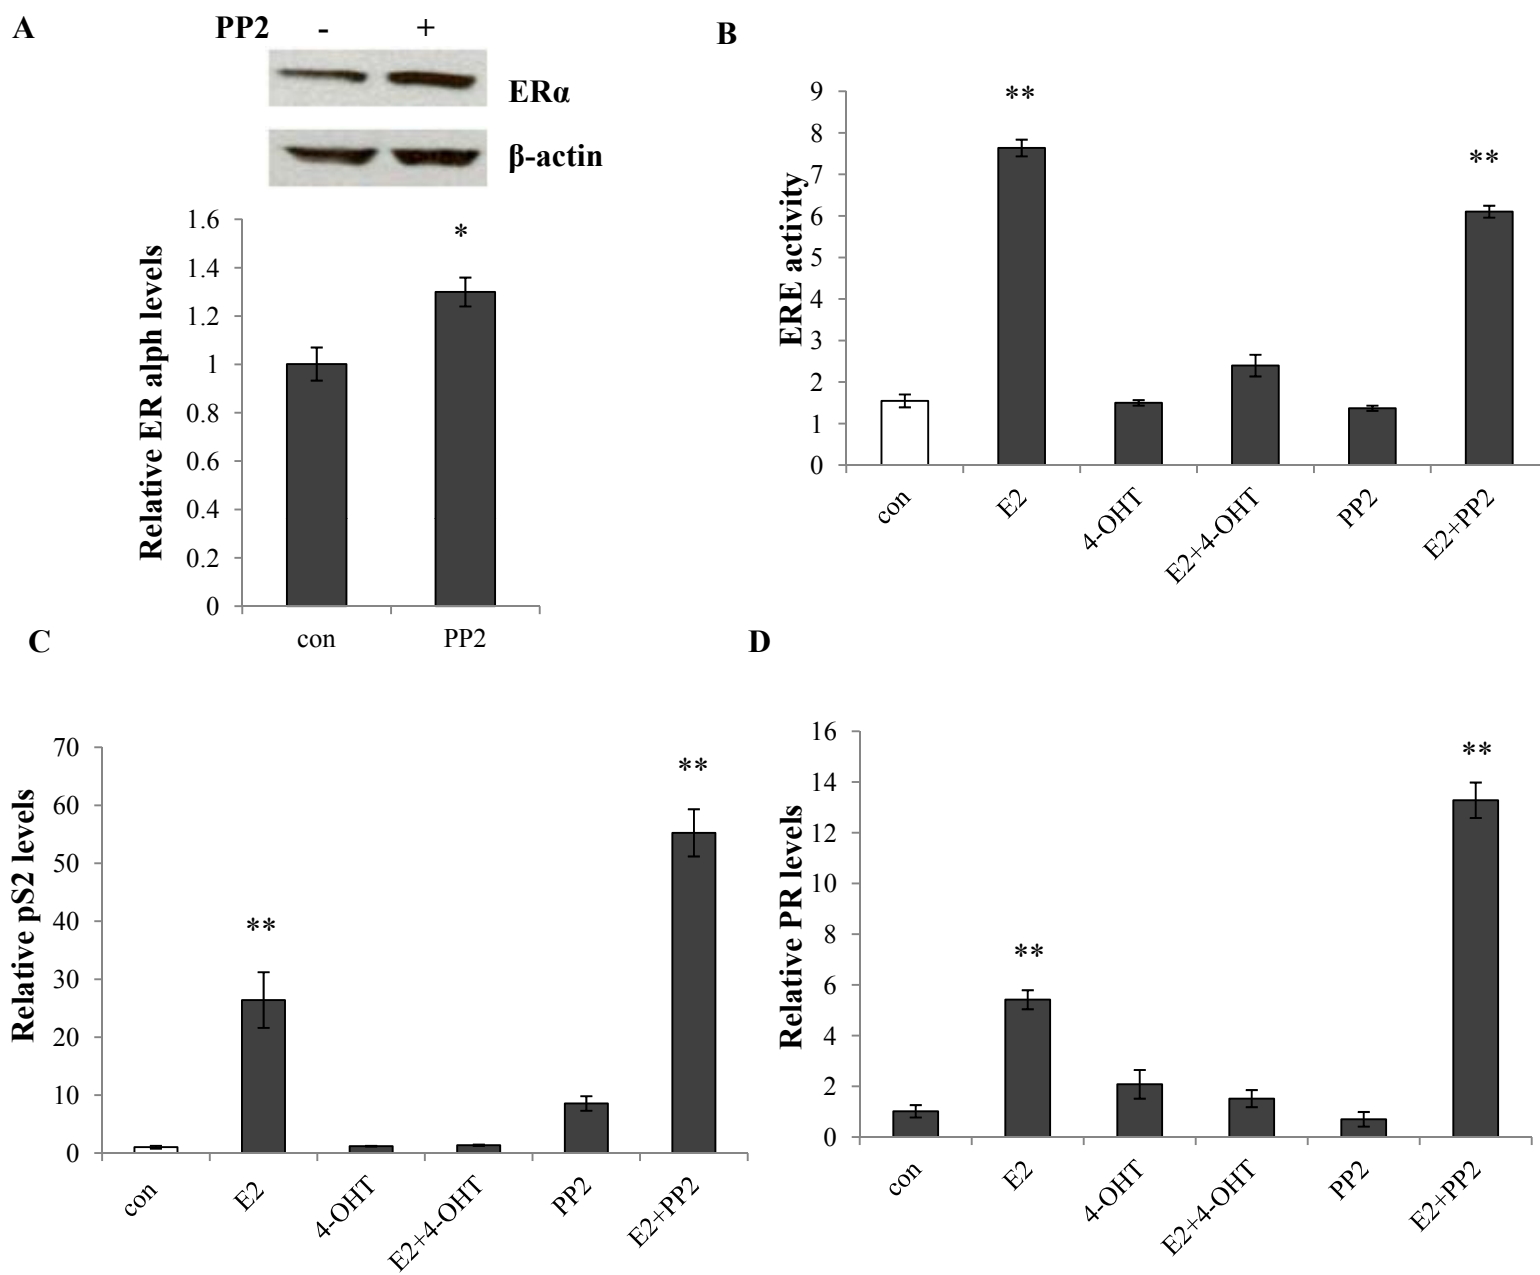 A
PP2 - +
ERα
β-actin
Relative ER alph levels
1.6
1.4
1.2
1
0.8
0.6
0.4
0.2
0
con PP2
B
ERE activity
**
**
9
8
7
6
5
4
3
2
1
0
con E2 4-OHT E2+4-OHT PP2 E2+PP2
*
C
Relative pS2 levels
70
60
50
40
30
20
10
0
**
**
con E2 4-OHT E2+4-OHT PP2 E2+PP2
D
Relative PR levels
16
14
12
10
8
6
4
2
0
**
**
con E2 4-OHT E2+4-OHT PP2 E2+PP2